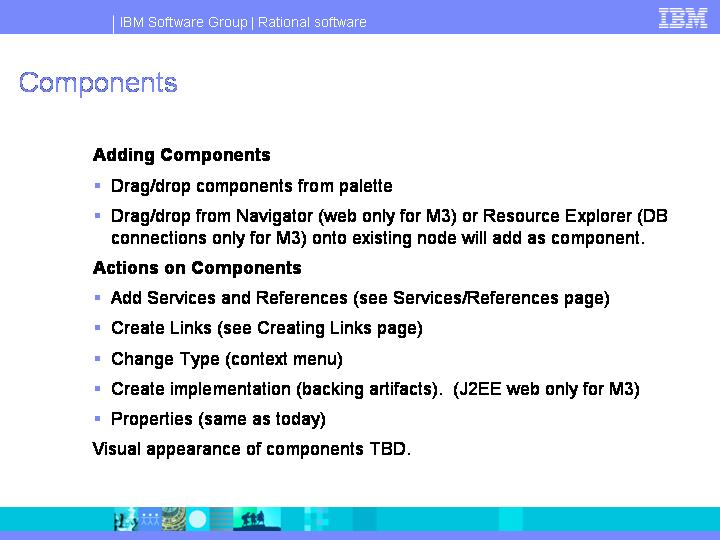 IBM Software Group | Rational software
IBM
Components
Adding Components
▪ Drag/drop components from palette
▪ Drag/drop from Navigator (web only for M3) or Resource Explorer (DB
connections only for M3) onto existing node will add as component.
Actions on Components
▪ Add Services and References (see Services/References page)
▪ Create Links (see Creating Links page)
▪ Change Type (context menu)
▪ Create implementation (backing artifacts).  (J2EE web only for M3)
▪ Properties (same as today)
Visual appearance of components TBD.